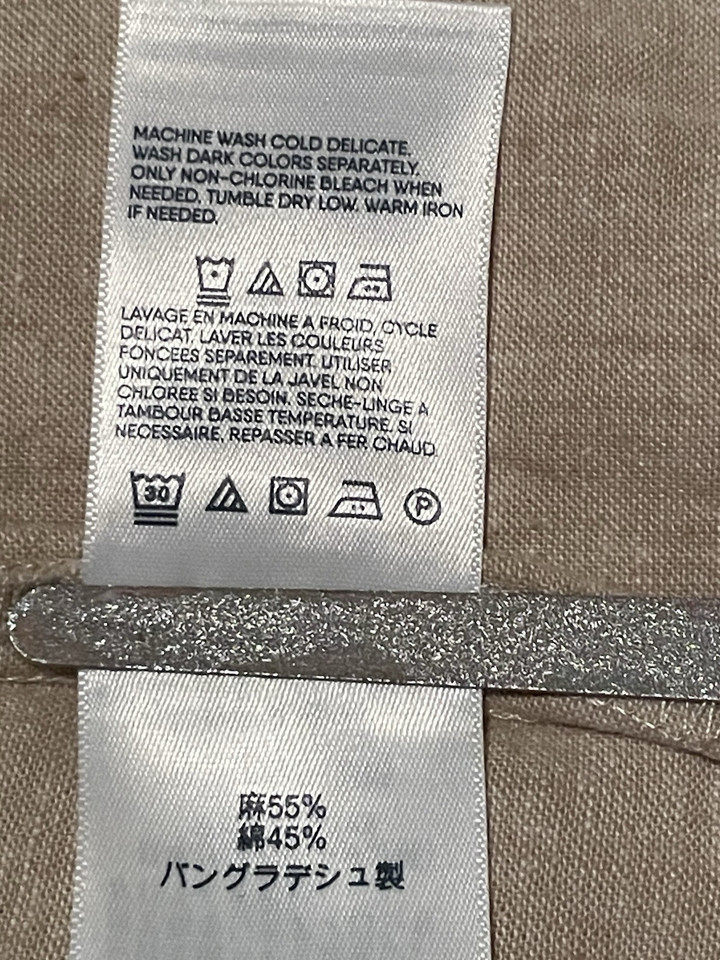 MACHINE WASH COLD DELICATE.
WASH DARK COLORS SEPARATELY.
ONLY NON-CHLORINE BLEACH WHEN
NEEDED. TUMBLE DRY LOW. WARM IRON
IF NEEDED.
LAVAGE EN MACHINE A FROID, CYCLE
DELICAT. LAVER LES COULEURS
FONCEES SEPAREMENT. UTILISER
UNIQUEMENT DE LA JAVEL NON
CHLOREE SI BESOIN. SECHE-LINGE A
TAMBOUR BASSE TEMPERATURE. SI
NECESSAIRE, REPASSER A FER CHAUD.
30 P
麻55%
綿45%
バングラデシュ製